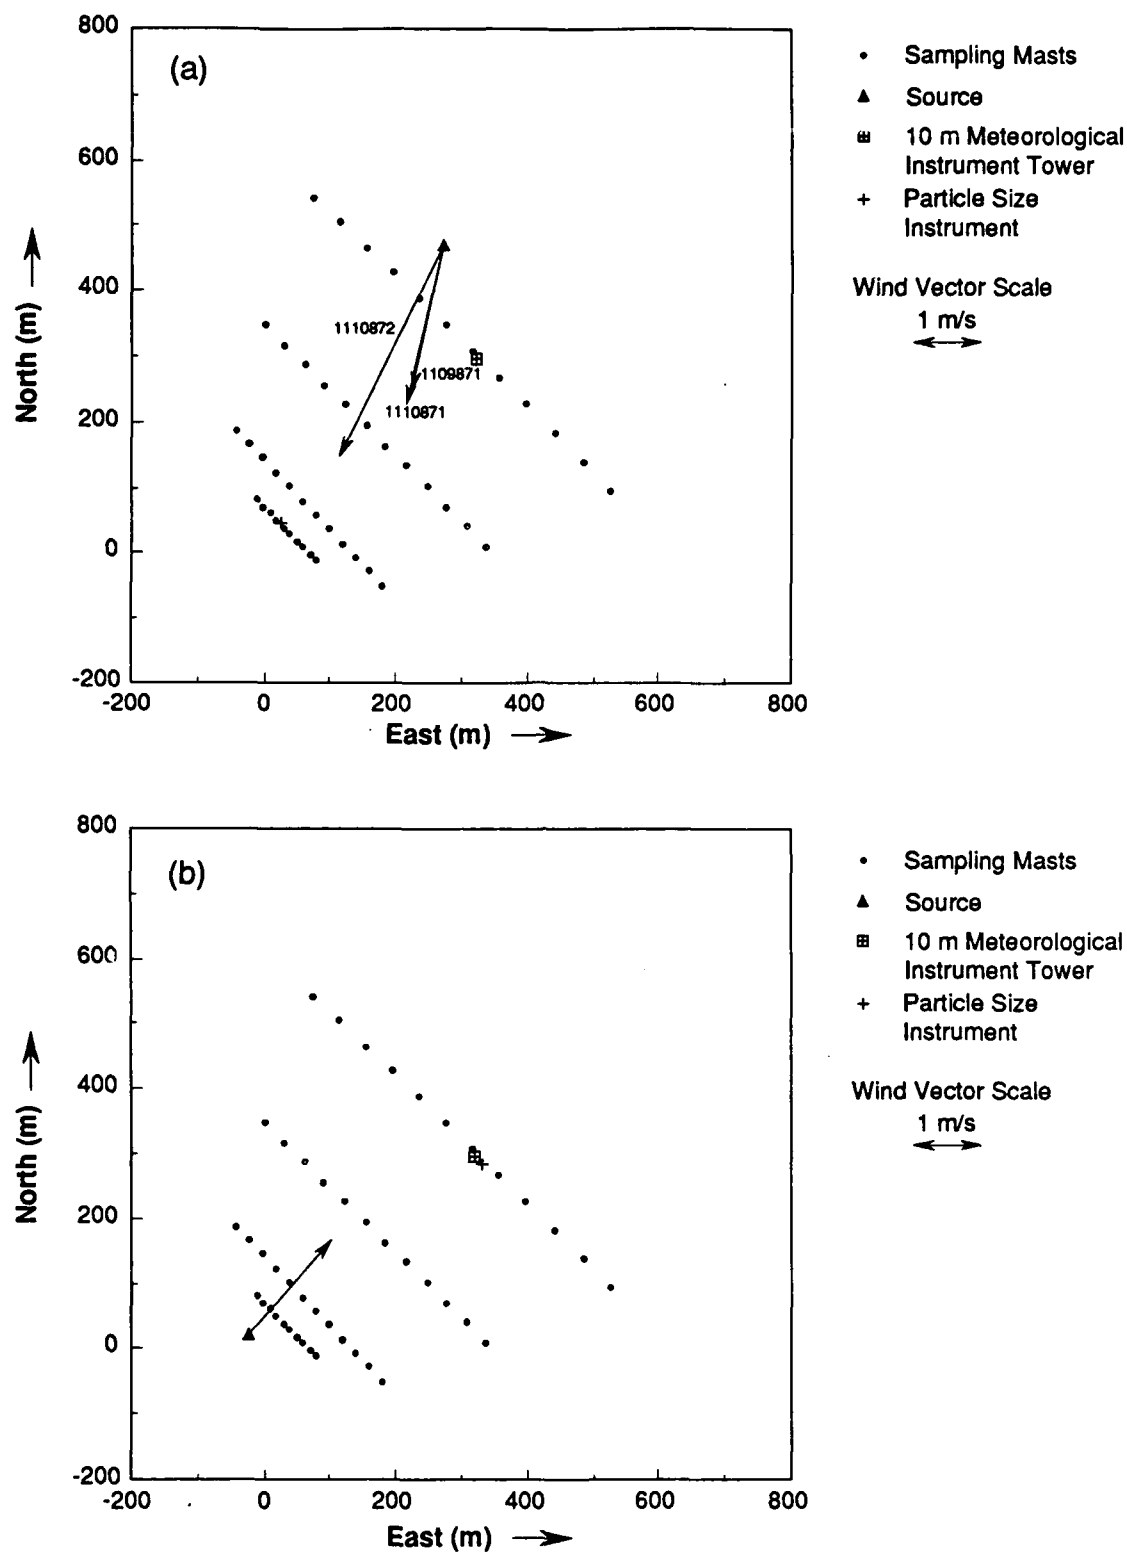 800
(a)
Sampling Masts
Source
10 m Meteorological
Instrument Tower
Particle Size
Instrument
Wind Vector Scale
1 m/s
600
400
200
0
-200
North (m)
1110872
1109871
1110871
-200 0 200 400 600 800
East (m)
800
(b)
Sampling Masts
Source
10 m Meteorological
Instrument Tower
Particle Size
Instrument
Wind Vector Scale
1 m/s
600
400
200
0
-200
North (m)
-200 0 200 400 600 800
East (m)